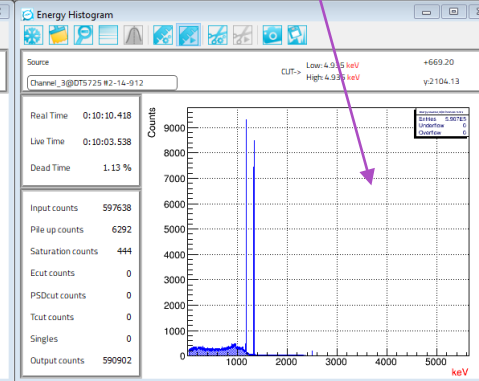 Energy Histogram
Source
Channel_3@DT5725 #2-14-912
CUT-> Low: 4.935 keV
High: 4.935 keV
+669.20
y:2104.13
Real Time 0:10:10.418
Live Time 0:10:03.538
Dead Time 1.13 %
Input counts 597638
Pile up counts 6292
Saturation counts 444
Ecut counts 0
PSDcut counts 0
Tcut counts 0
Singles 0
Output counts 590902
Counts
9000
8000
7000
6000
5000
4000
3000
2000
1000
0
Entries 5.907E5
Underflow 0
Overflow 0
1000 2000 3000 4000 5000
keV